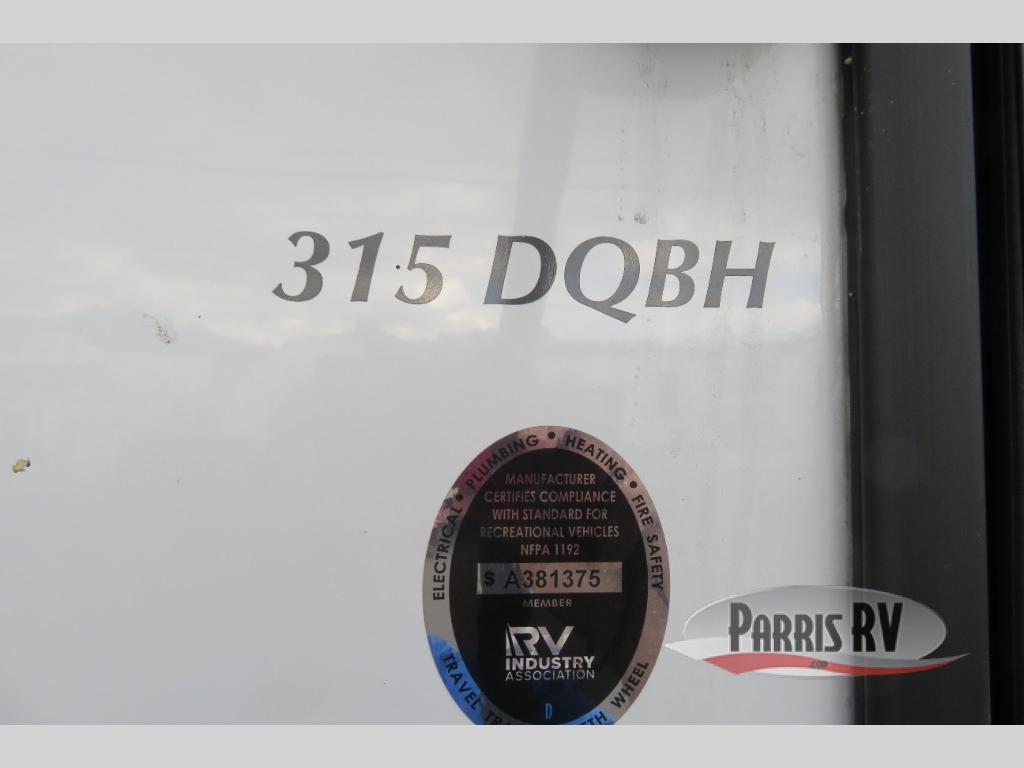 315 DQBH
ELECTRICAL • PLUMBING • HEATING • FIRE SAFETY
MANUFACTURER
CERTIFIES COMPLIANCE
WITH STANDARD FOR
RECREATIONAL VEHICLES
NFPA 1192
S A381375
MEMBER
RV
INDUSTRY
ASSOCIATION
D
TRAVEL
WHEEL
PARRIS RV
.com